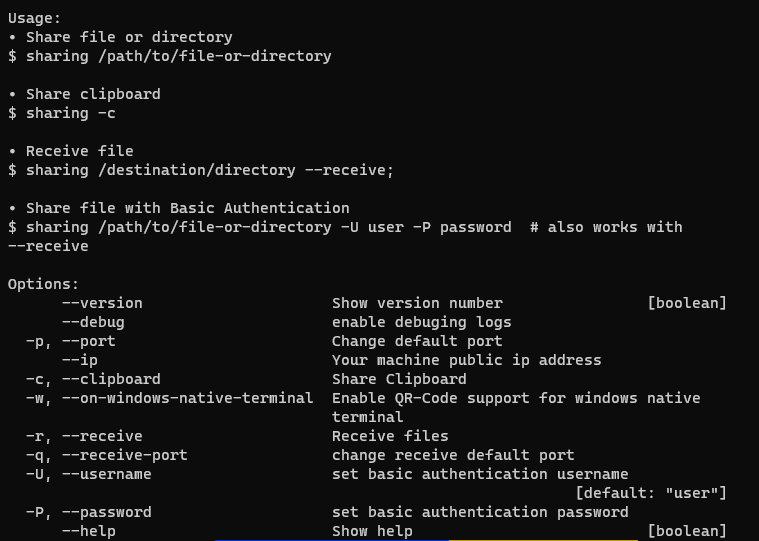 Usage:
• Share file or directory
$ sharing /path/to/file-or-directory
• Share clipboard
$ sharing -c
• Receive file
$ sharing /destination/directory --receive;
• Share file with Basic Authentication
$ sharing /path/to/file-or-directory -U user -P password  # also works with
--receive
Options:
      --version                     Show version number                [boolean]
      --debug                       enable debuging logs
  -p, --port                        Change default port
      --ip                          Your machine public ip address
  -c, --clipboard                   Share Clipboard
  -w, --on-windows-native-terminal  Enable QR-Code support for windows native
                                    terminal
  -r, --receive                     Receive files
  -q, --receive-port                change receive default port
  -U, --username                    set basic authentication username
                                                               [default: "user"]
  -P, --password                    set basic authentication password
      --help                        Show help                          [boolean]